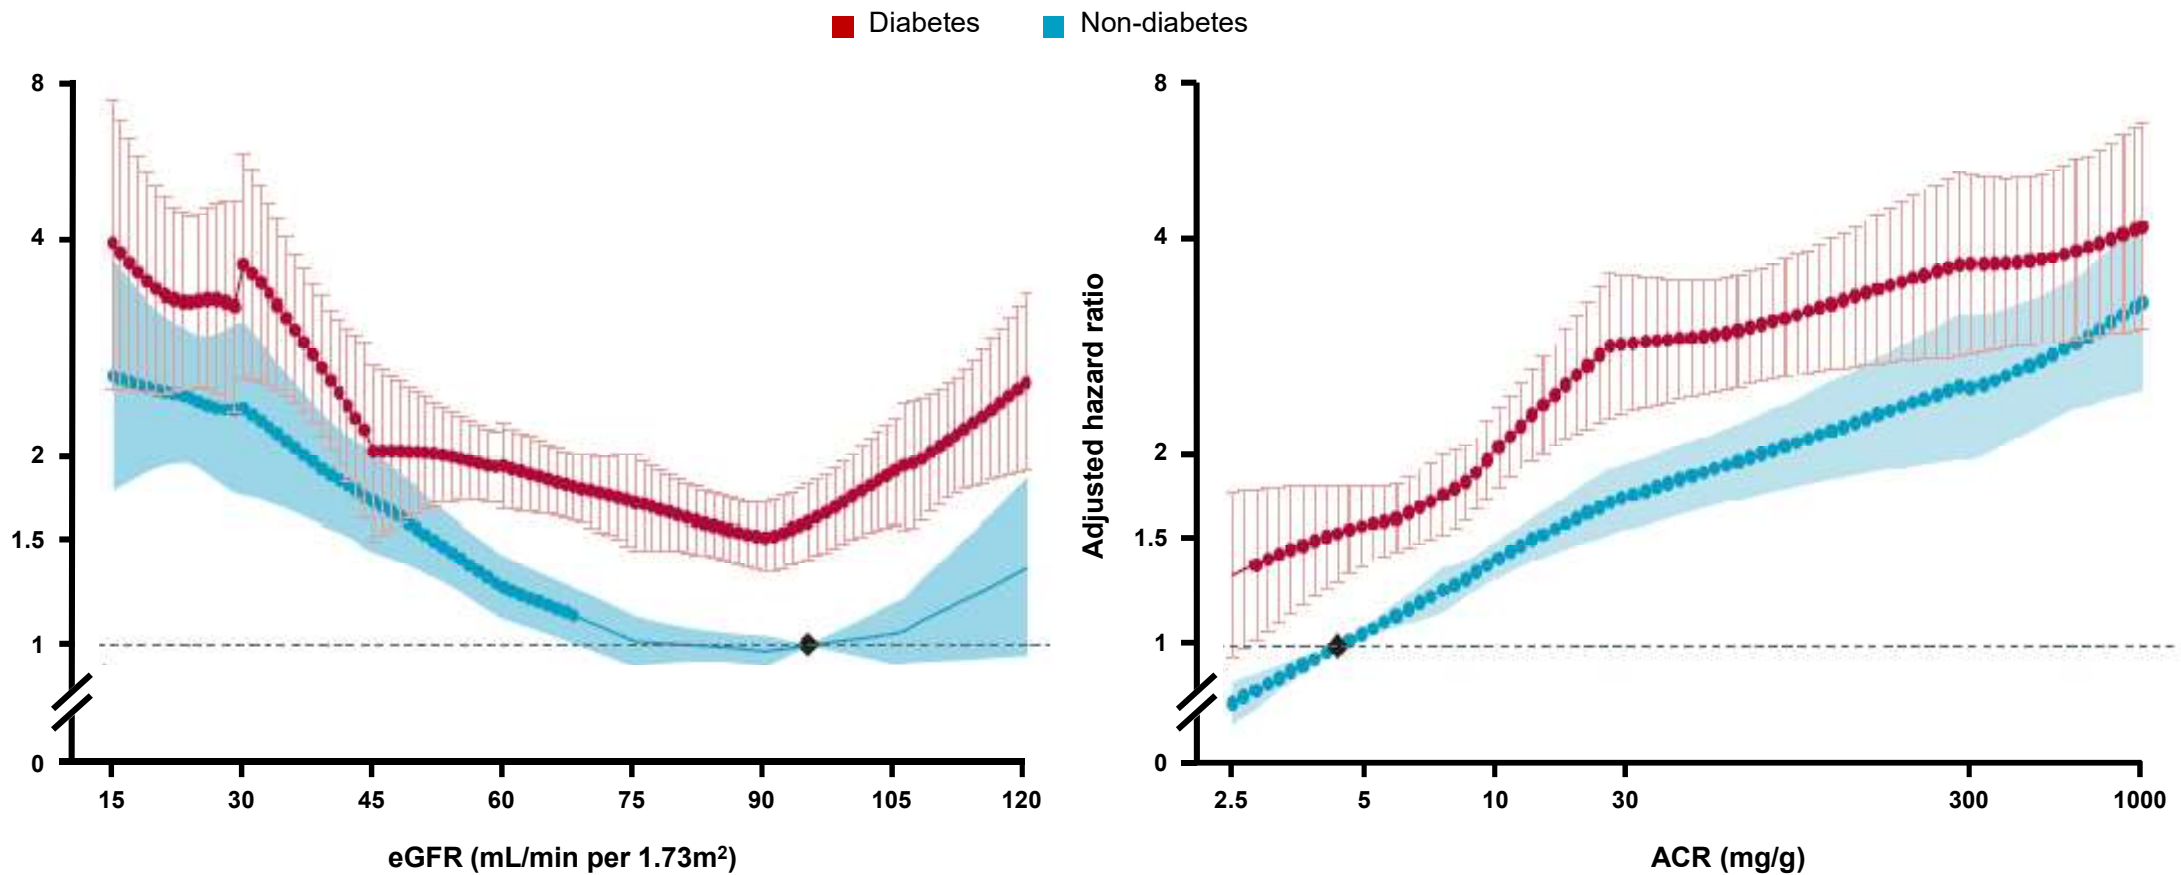 Diabetes Non-diabetes
8
4
2
1.5
1
0
15 30 45 60 75 90 105 120
eGFR (mL/min per 1.73m²)
Adjusted hazard ratio
8
4
2
1.5
1
0
2.5 5 10 30 300 1000
ACR (mg/g)